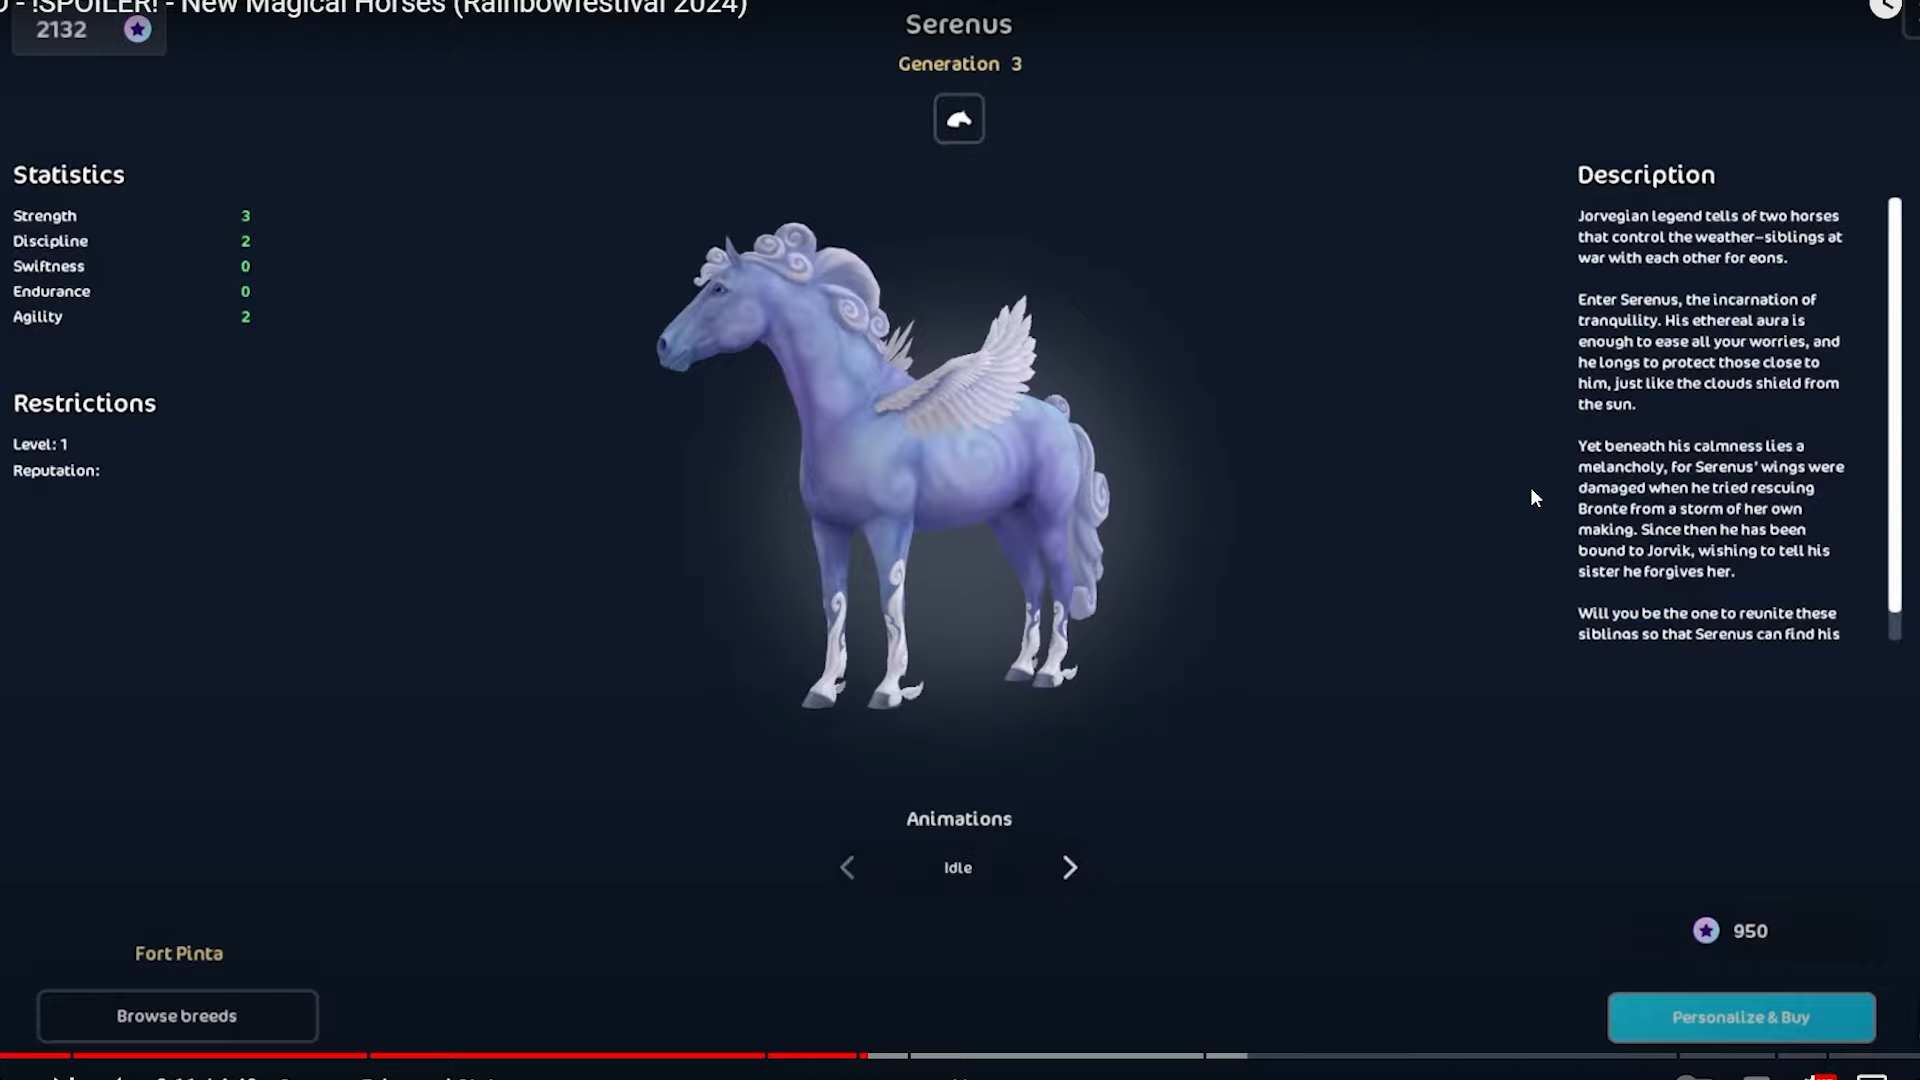 !SPOILER! - New Magical Horses (Rainbowfestival 2024)
2132
Serenus
Generation 3
Statistics
Strength 3
Discipline 2
Swiftness 0
Endurance 0
Agility 2
Restrictions
Level: 1
Reputation:
Description
Jorvegian legend tells of two horses
that control the weather–siblings at
war with each other for eons.
Enter Serenus, the incarnation of
tranquility. His ethereal aura is
enough to ease all your worries, and
he longs to protect those close to
him, just like the clouds shield from
the sun.
Yet beneath his calmness lies a
melancholy, for Serenus' wings were
damaged when he tried rescuing
Bronte from a storm of her own
making. Since then he has been
bound to Jorvik, wishing to tell his
sister he forgives her.
Will you be the one to reunite these
siblings so that Serenus can find his
Animations
Idle
Fort Pinta
Browse breeds
950
Personalize & Buy